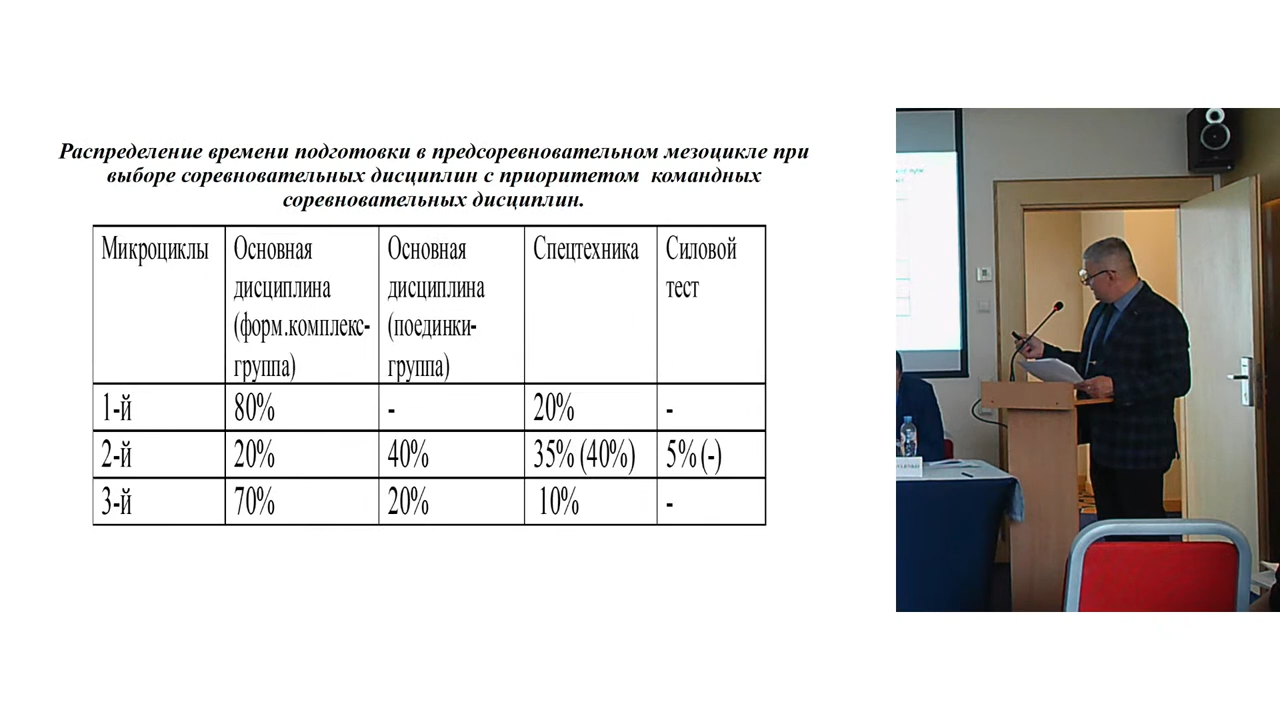 Распределение времени подготовки в предсоревновательном мезоцикле при
выборе соревновательных дисциплин с приоритетом командных
соревновательных дисциплин.
Микроциклы
Основная
дисциплина
(форм.комплекс-
группа)
Основная
дисциплина
(поединки-
группа)
Спецтехника
Силовой
тест
1-й 80% - 20% -
2-й 20% 40% 35% (40%) 5% (-)
3-й 70% 20% 10% -